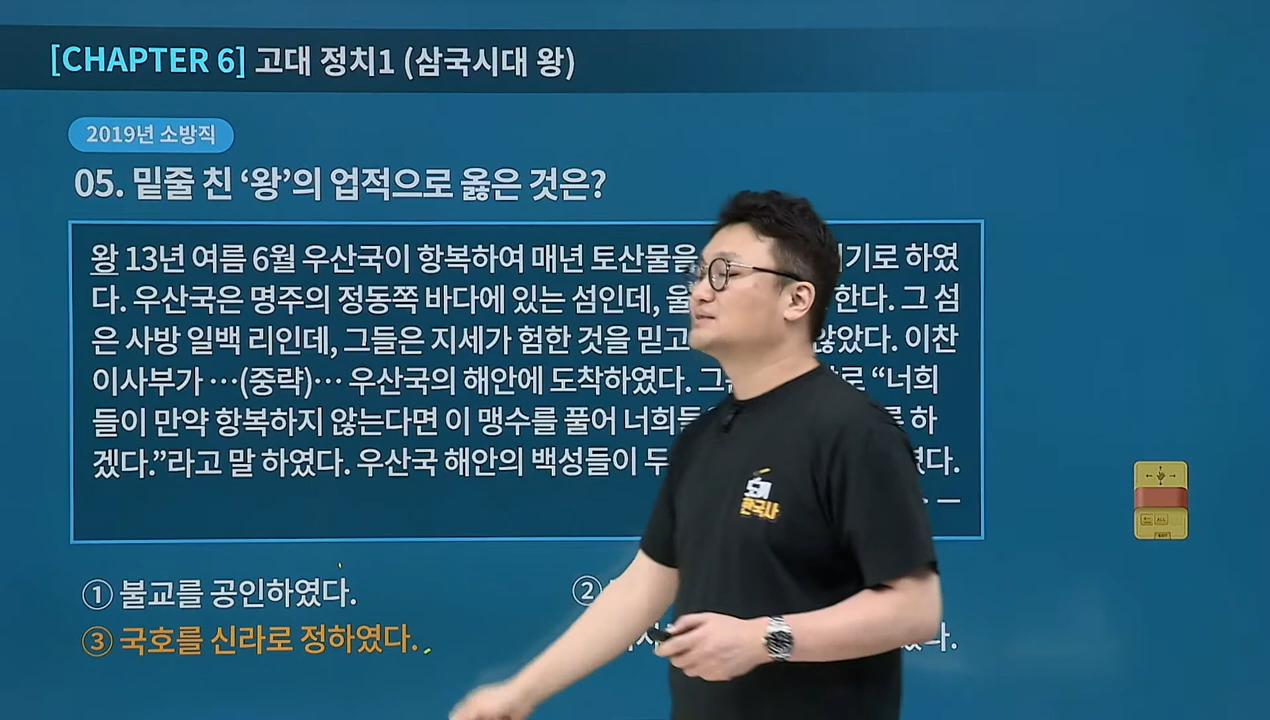 [CHAPTER 6] 고대 정치1 (삼국시대 왕)
2019년 소방직
05. 밑줄 친 ‘왕’의 업적으로 옳은 것은?
왕 13년 여름 6월 우산국이 항복하여 매년 토산물을 하였
다. 우산국은 명주의 정동쪽 바다에 있는 섬인데, 한다. 그 섬
은 사방 일백 리인데, 그들은 지세가 험한 것을 믿고 않았다. 이찬
이사부가 …(중략)… 우산국의 해안에 도착하였다. “너희
들이 만약 항복하지 않는다면 이 맹수를 풀어 하
겠다.”라고 말 하였다. 우산국 해안의 백성들이
① 불교를 공인하였다.
②
③ 국호를 신라로 정하였다.
도끼
한국사